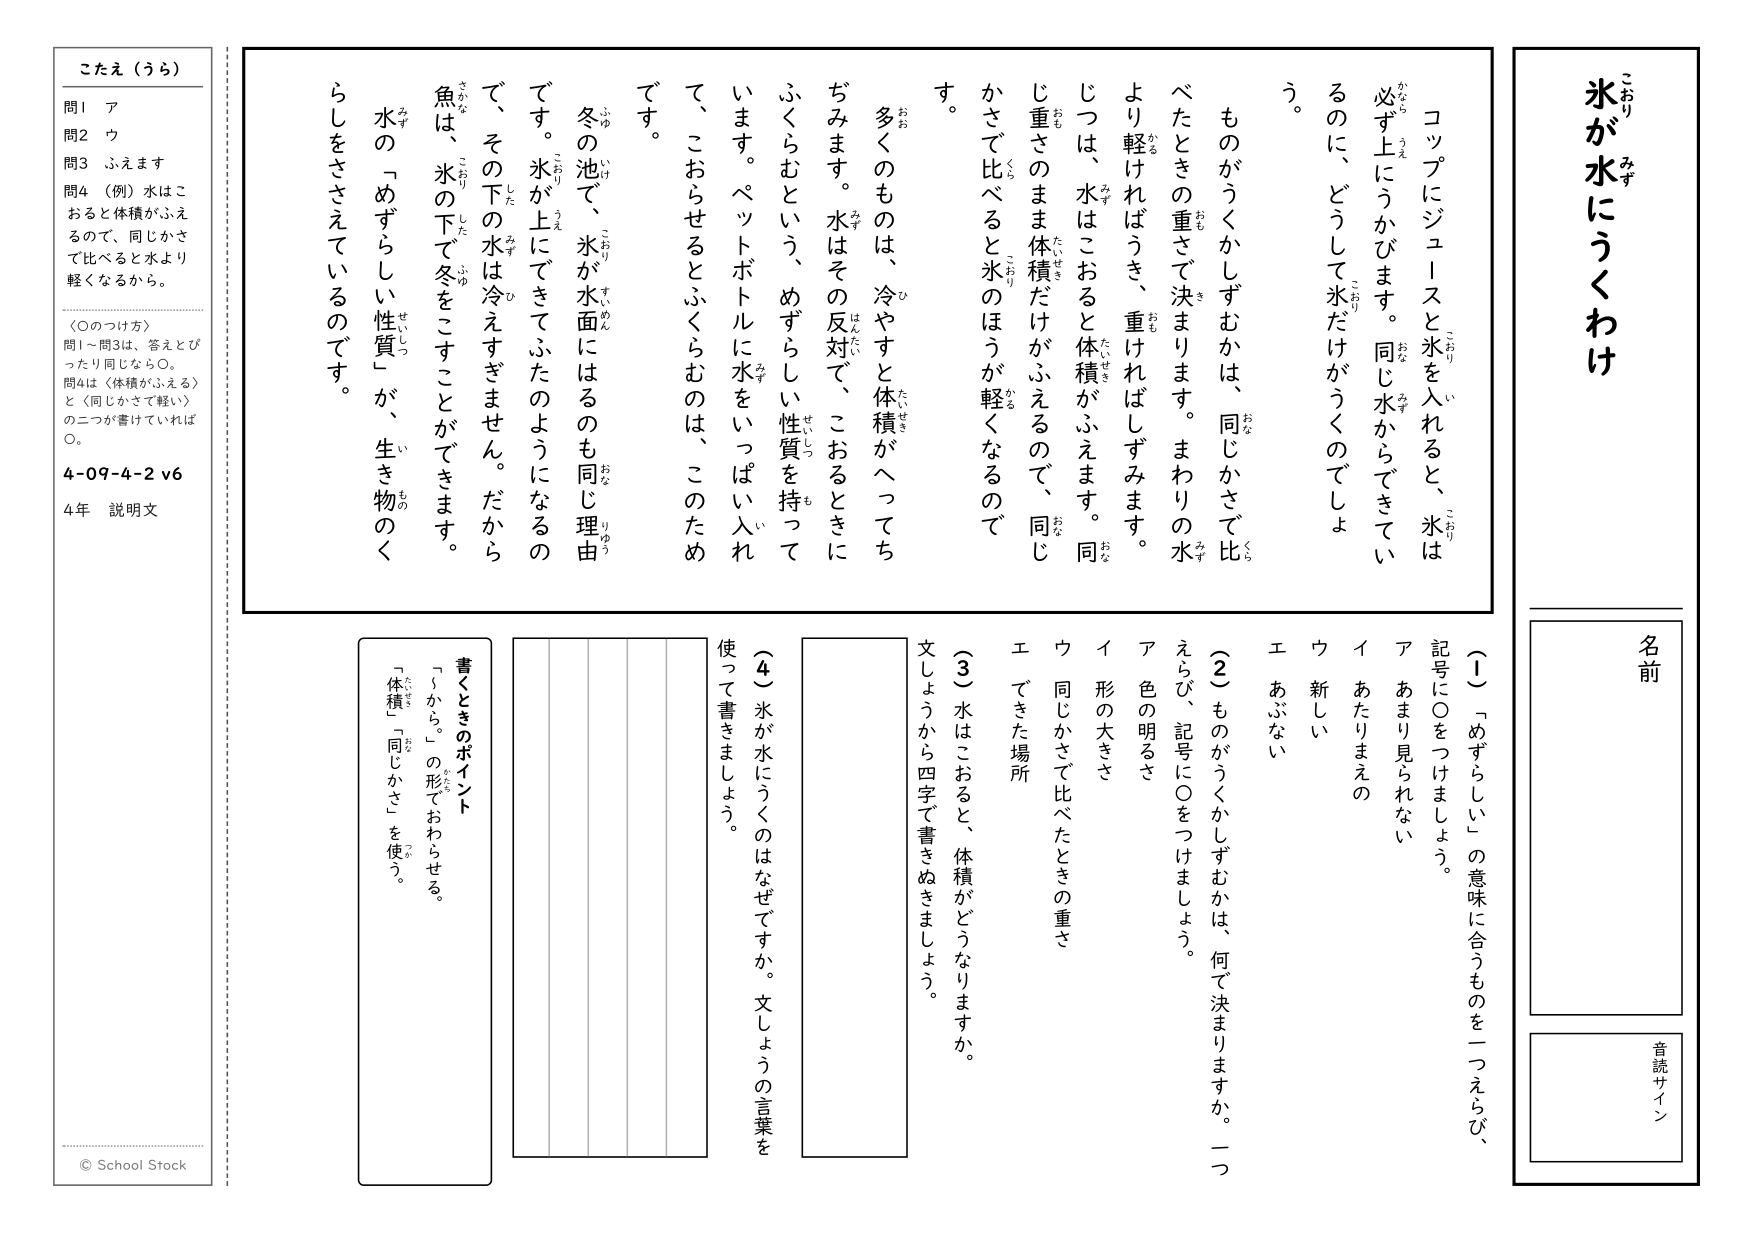 氷が水にうくわけ
名前
音読サイン
コップにジュースと氷を入れると、氷は
必ず上にうかびます。同じ水からできてい
るのに、どうして氷だけがうくのでしょ
う。
ものがうくかしずむかは、同じかさで比
べたときの重さで決まります。まわりの水
より軽ければうき、重ければしずみます。
じつは、水はこおると体積がふえます。同
じ重さのまま体積だけがふえるので、同じ
かさで比べると氷のほうが軽くなるので
す。
多くのものは、冷やすと体積がへってち
ぢみます。水はその反対で、こおるときに
ふくらむという、めずらしい性質を持って
います。ペットボトルに水をいっぱい入れ
て、こおらせるとふくらむのは、このため
です。
冬の池で、氷が水面にはるのも同じ理由
です。氷が上にできてふたのようになるの
で、その下の水は冷えすぎません。だから
魚は、氷の下で冬をこすことができます。
水の「めずらしい性質」が、生き物のく
らしをささえているのです。
(1)「めずらしい」の意味に合うものを一つえらび、
記号に○をつけましょう。
ア あまり見られない
イ あたりまえの
ウ 新しい
エ あぶない
(2)ものがうくかしずむかは、何で決まりますか。一つ
えらび、記号に○をつけましょう。
ア 色の明るさ
イ 形の大きさ
ウ 同じかさで比べたときの重さ
エ できた場所
(3)水はこおると、体積がどうなりますか。
文しょうから四字で書きぬきましょう。
(4)氷が水にうくのはなぜですか。文しょうの言葉を
使って書きましょう。
書くときのポイント
「～から。」の形でおわらせる。
「体積」「同じかさ」を使う。
こたえ（うら）
問1 ア
問2 ウ
問3 ふえます
問4 （例）水はこ
おると体積がふえ
るので、同じかさ
で比べると水より
軽くなるから。
〈○のつけ方〉
問1～問3は、答えとぴ
ったり同じなら○。
問4は〈体積がふえる〉
と〈同じかさで軽い〉
の二つが書けていれば
○。
4-09-4-2 v6
4年 説明文
© School Stock